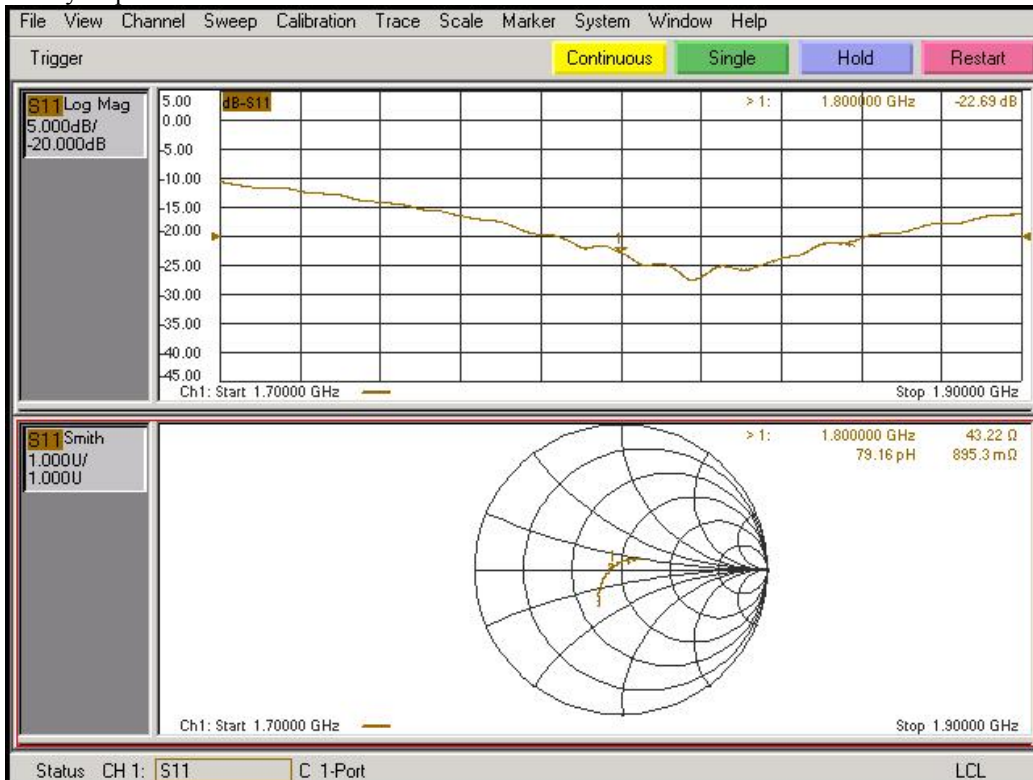 File View Channel Sweep Calibration Trace Scale Marker System Window Help
Trigger Continuous Single Hold Restart
S11 Log Mag
5.000dB/
-20.000dB
dB-S11
> 1: 1.800000 GHz -22.69 dB
5.00
0.00
-5.00
-10.00
-15.00
-20.00
-25.00
-30.00
-35.00
-40.00
-45.00
1
Ch1: Start 1.70000 GHz Stop 1.90000 GHz
S11 Smith
1.000U/
1.000U
> 1: 1.800000 GHz 43.22 Ω
79.16 pH 895.3 mΩ
1
Ch1: Start 1.70000 GHz Stop 1.90000 GHz
Status CH 1: S11 C 1-Port LCL